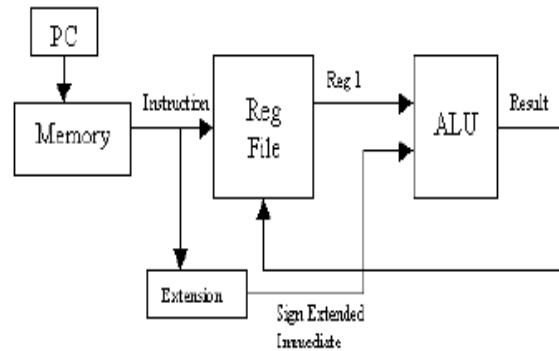 PC
Memory
Instruction
Reg
File
Reg 1
ALU
Result
Extension
Sign Extended
Immediate